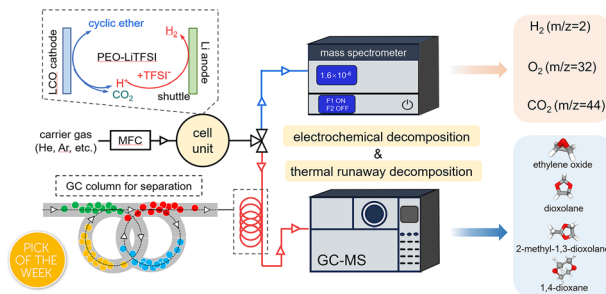 cyclic ether
H₂
LCO cathode
PEO-LiTFSI
Li anode
H⁺ +TFSI⁻
CO₂
shuttle
carrier gas
(He, Ar, etc.)
MFC
cell
unit
GC column for separation
PICK
OF THE
WEEK
mass spectrometer
1.6×10⁻⁸
F1 ON
F2 OFF
electrochemical decomposition
&
thermal runaway decomposition
GC-MS
H₂ (m/z=2)
O₂ (m/z=32)
CO₂ (m/z=44)
ethylene oxide
dioxolane
2-methyl-1,3-dioxolane
1,4-dioxane